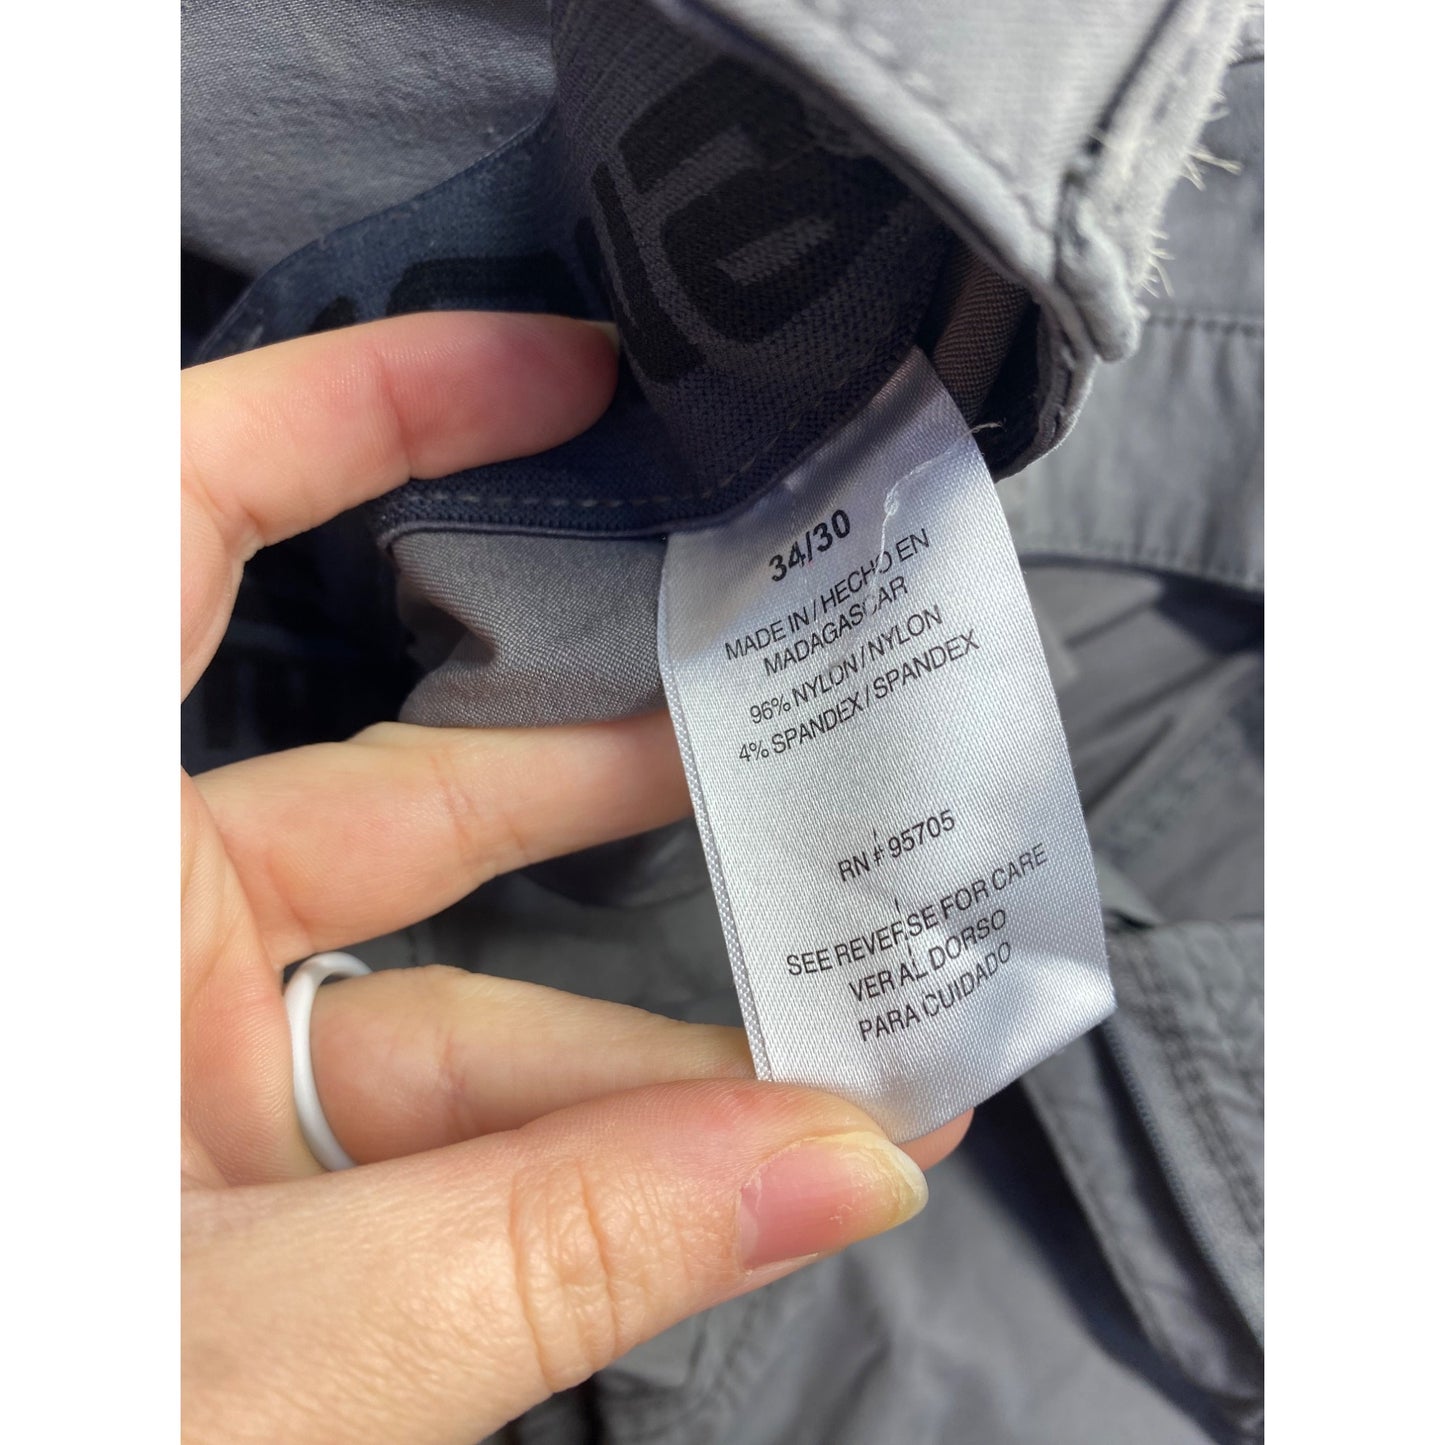 34/30
MADE IN / HECHO EN
MADAGASCAR
96% NYLON / NYLON
4% SPANDEX / SPANDEX
RN # 95705
SEE REVERSE FOR CARE
VER AL DORSO
PARA CUIDADO